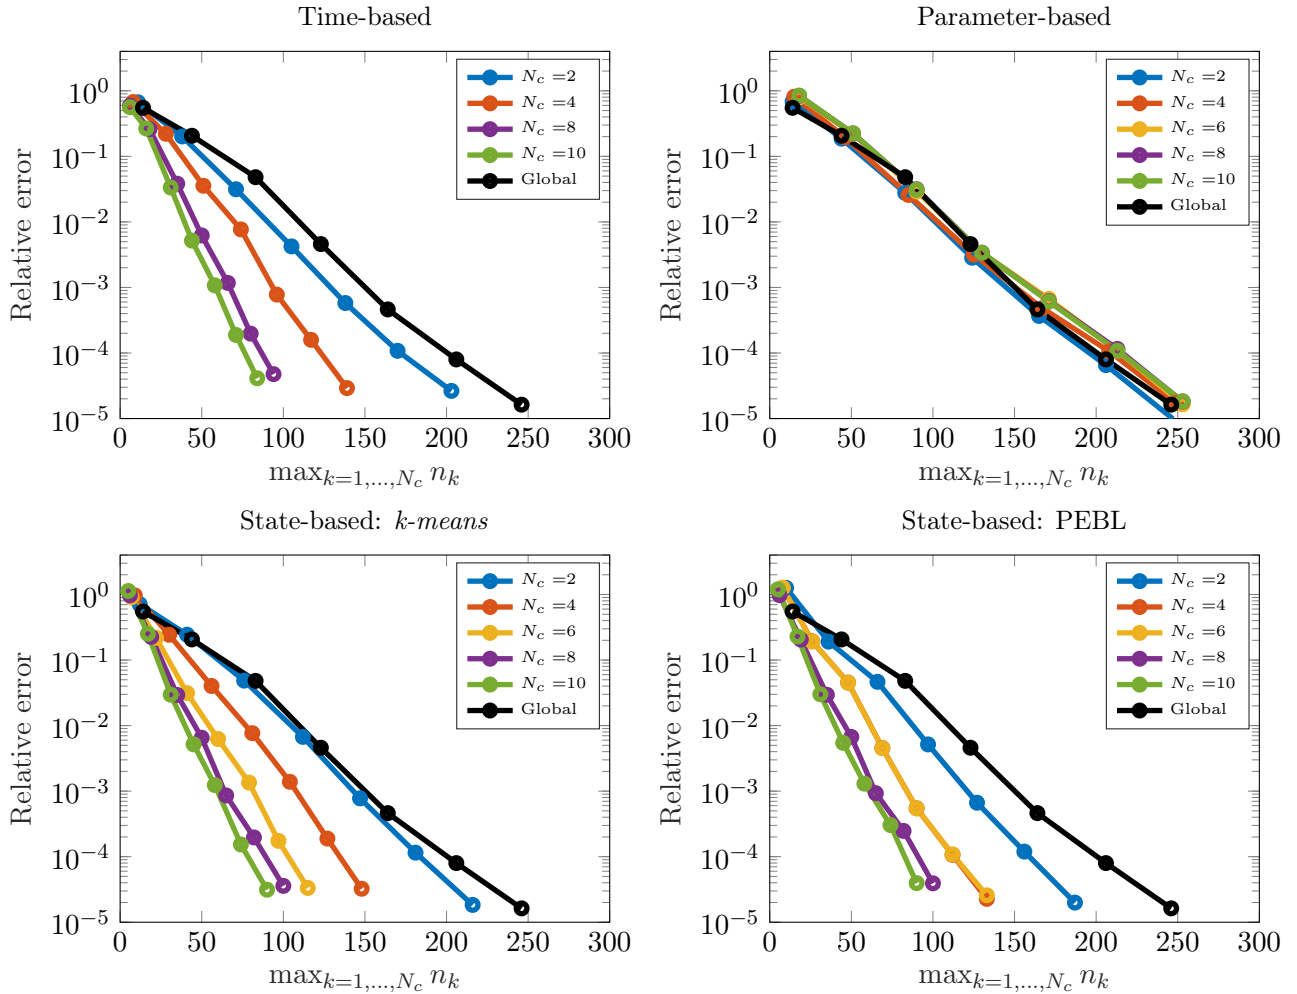 Time-based
Relative error
10^0
10^{-1}
10^{-2}
10^{-3}
10^{-4}
10^{-5}
0 50 100 150 200 250 300
max_{k=1,...,N_c} n_k
N_c =2
N_c =4
N_c =8
N_c =10
Global
Parameter-based
Relative error
10^0
10^{-1}
10^{-2}
10^{-3}
10^{-4}
10^{-5}
0 50 100 150 200 250 300
max_{k=1,...,N_c} n_k
N_c =2
N_c =4
N_c =6
N_c =8
N_c =10
Global
State-based: k-means
Relative error
10^0
10^{-1}
10^{-2}
10^{-3}
10^{-4}
10^{-5}
0 50 100 150 200 250 300
max_{k=1,...,N_c} n_k
N_c =2
N_c =4
N_c =6
N_c =8
N_c =10
Global
State-based: PEBL
Relative error
10^0
10^{-1}
10^{-2}
10^{-3}
10^{-4}
10^{-5}
0 50 100 150 200 250 300
max_{k=1,...,N_c} n_k
N_c =2
N_c =4
N_c =6
N_c =8
N_c =10
Global